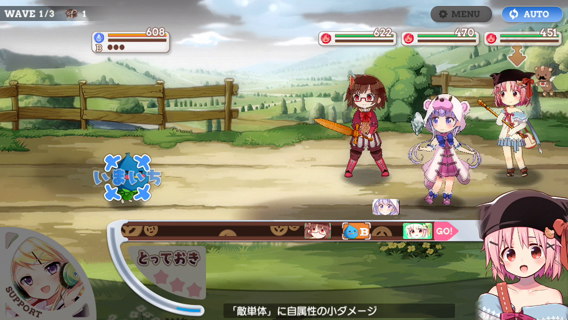 WAVE 1/3 1
MENU
AUTO
608
B
622
470
451
いまいち
B
GO!
とっておき
SUPPORT
「敵単体」に自属性の小ダメージ